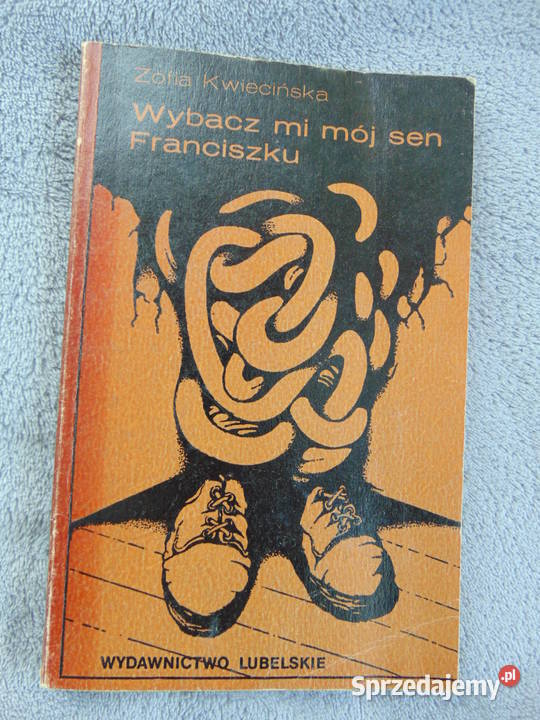 Zofia Kwiecińska
Wybacz mi mój sen
Franciszku
WYDAWNICTWO LUBELSKIE
Sprzedajemy.pl